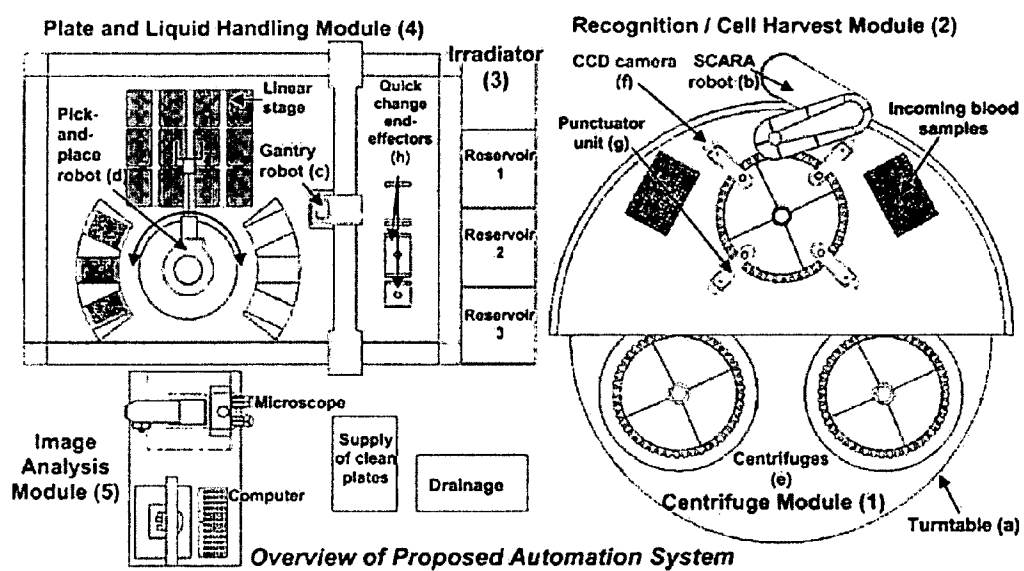 Plate and Liquid Handling Module (4)
Linear
stage
Pick-
and-
place
robot (d)
Gantry
robot (c)
Quick
change
end-
effectors
(h)
Irradiator
(3)
Reservoir
1
Reservoir
2
Reservoir
3
Recognition / Cell Harvest Module (2)
CCD camera
(f)
SCARA
robot (b)
Punctuator
unit (g)
Incoming blood
samples
Centrifuges
(e)
Centrifuge Module (1)
Turntable (a)
Image
Analysis
Module (5)
Microscope
Computer
Supply
of clean
plates
Drainage
Overview of Proposed Automation System